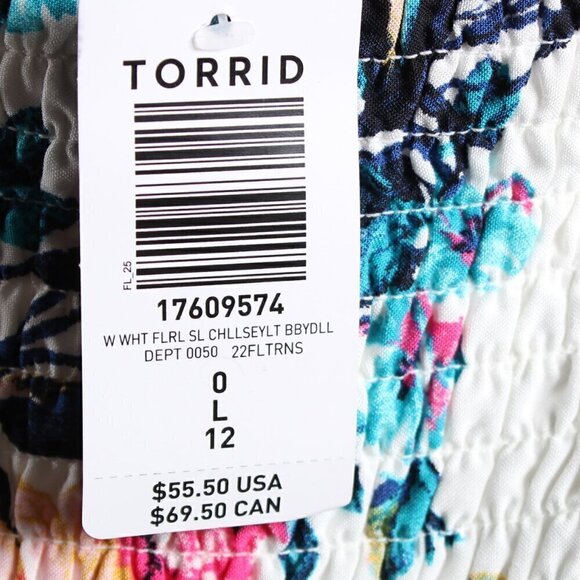 TORRID
FL_25
17609574
W WHT FLRL SL CHLLSEYLT BBYDLL
DEPT 0050 22FLTRNS
0
L
12
$55.50 USA
$69.50 CAN